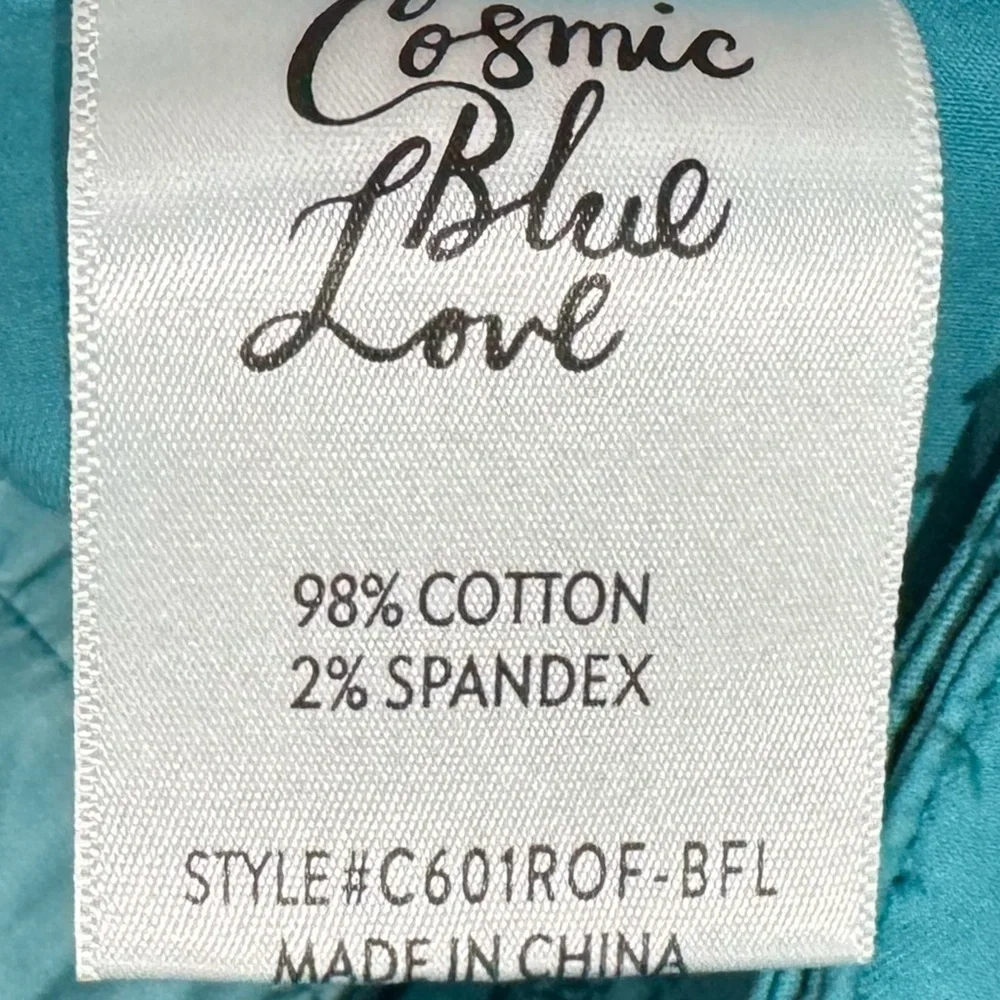 Cosmic
Blue
Love
98% COTTON
2% SPANDEX
STYLE#C601ROF-BFL
MADE IN CHINA